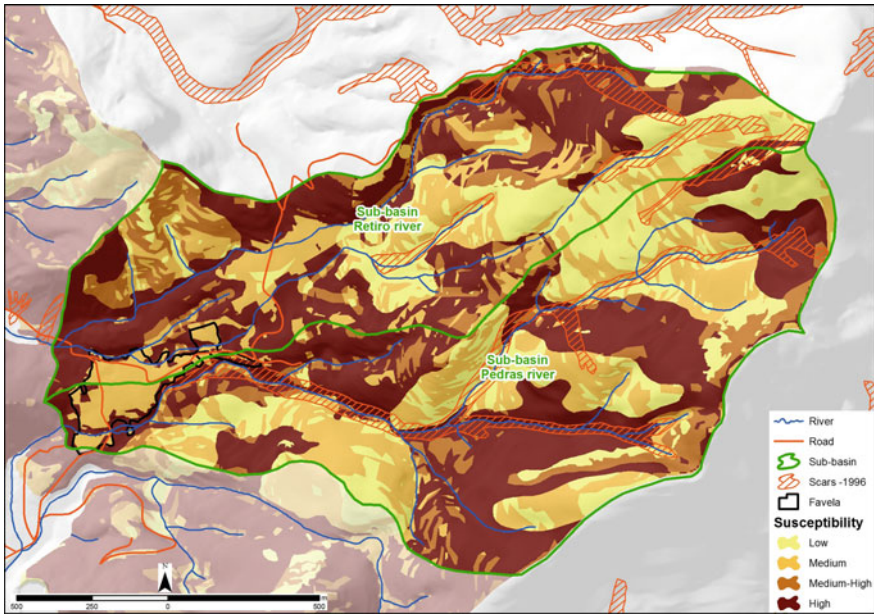 Sub-basin
Retiro river
Sub-basin
Pedras river
River
Road
Sub-basin
Scars -1996
Favela
Susceptibility
Low
Medium
Medium-High
High
N
500 250 0 500
m